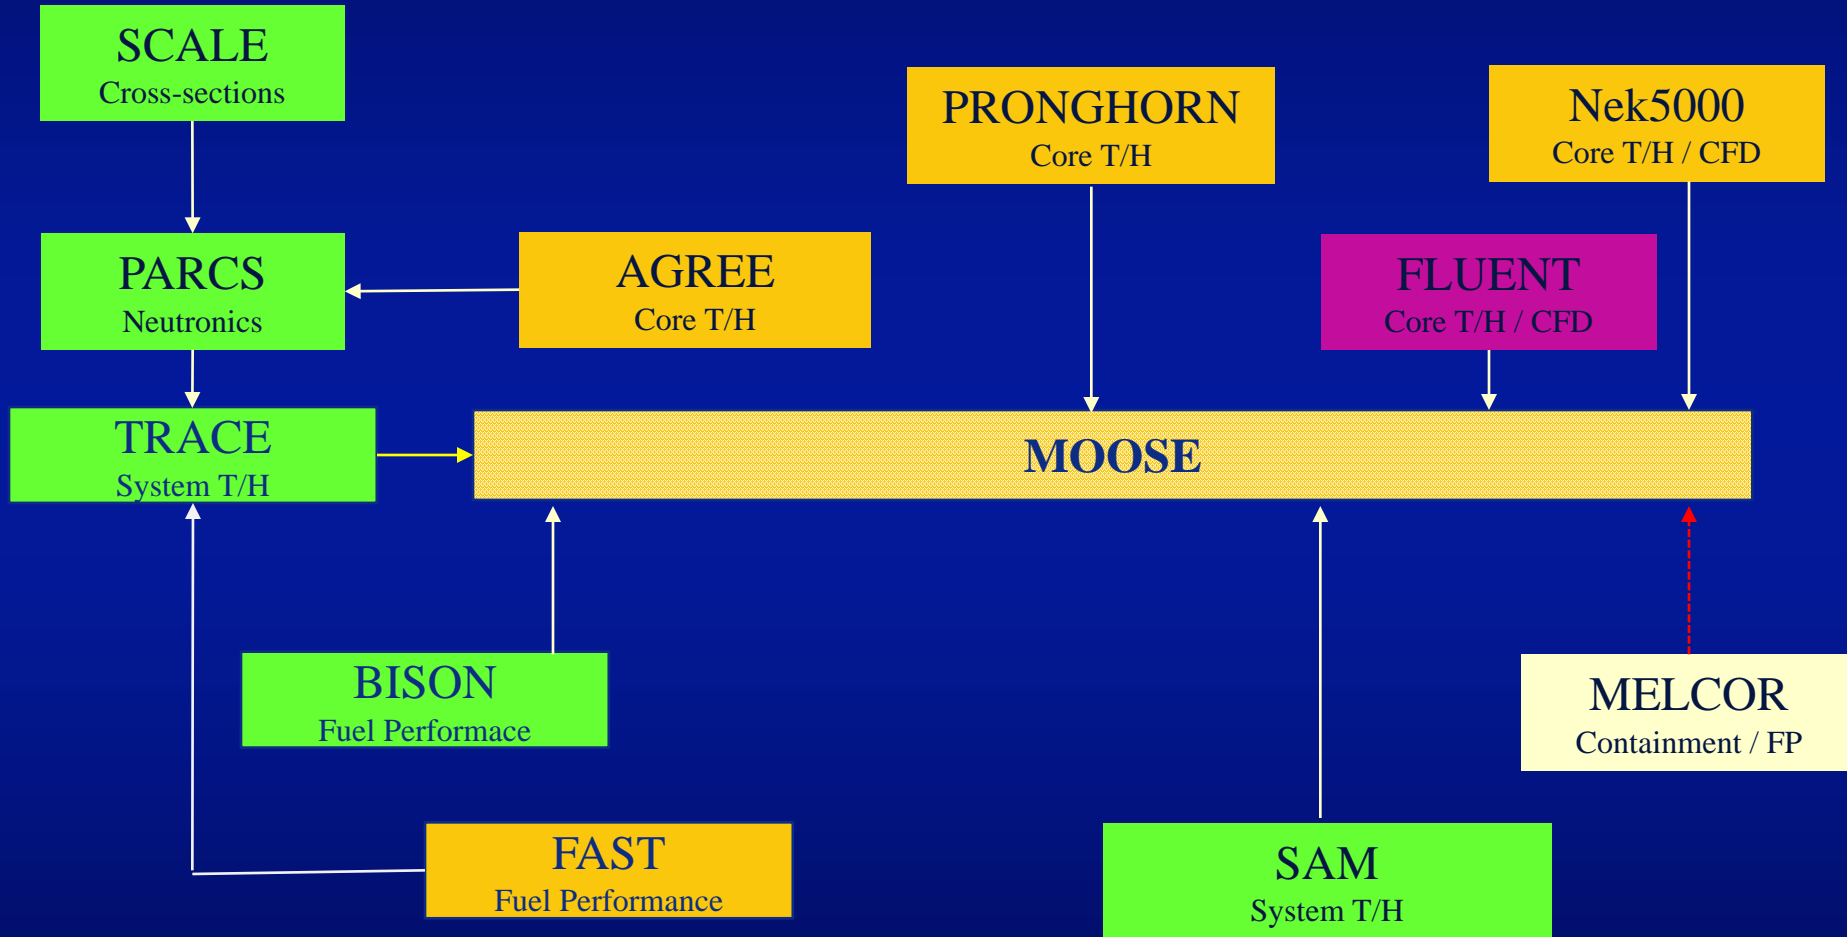 SCALE
Cross-sections
PRONGHORN
Core T/H
Nek5000
Core T/H / CFD
PARCS
Neutronics
AGREE
Core T/H
FLUENT
Core T/H / CFD
TRACE
System T/H
MOOSE
BISON
Fuel Performace
MELCOR
Containment / FP
FAST
Fuel Performance
SAM
System T/H